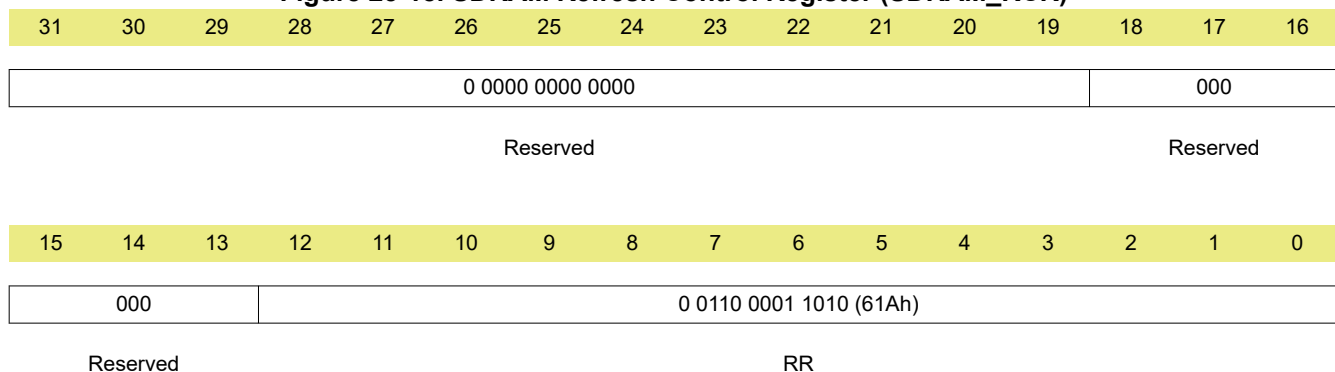 31 30 29 28 27 26 25 24 23 22 21 20 19 18 17 16
0 0000 0000 0000 000
Reserved Reserved
15 14 13 12 11 10 9 8 7 6 5 4 3 2 1 0
000 0 0110 0001 1010 (61Ah)
Reserved RR